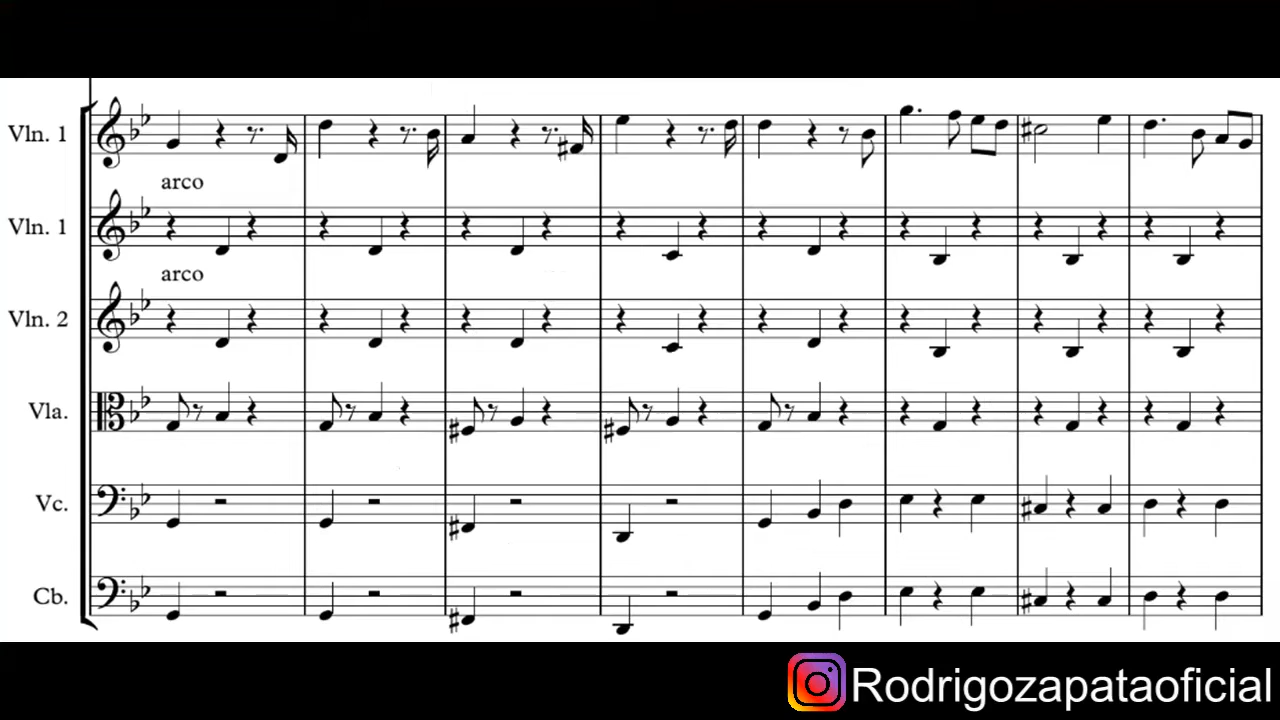 Vln. 1
arco
Vln. 1
arco
Vln. 2
Vla.
Vc.
Cb.
Rodrigozapataoficial